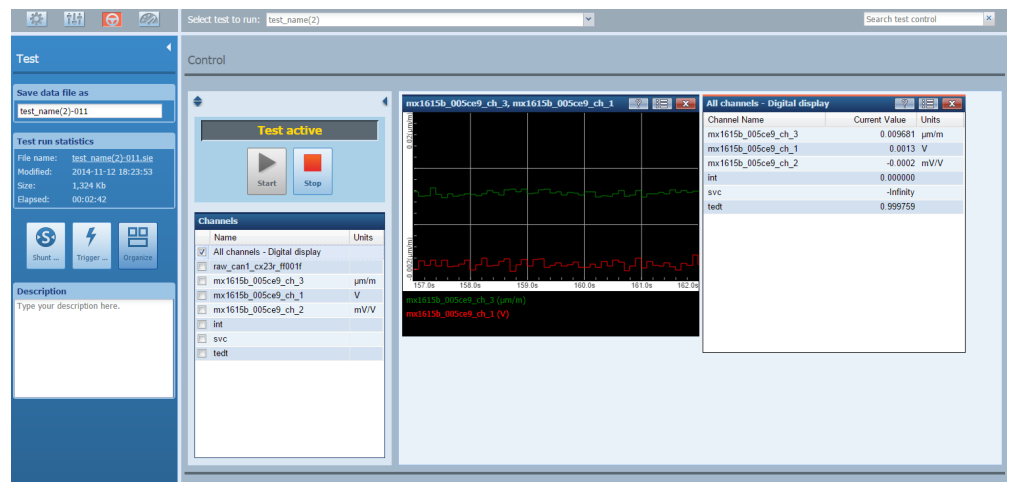 Select test to run: test_name(2)
Search test control
Test
Control
Save data file as
test_name(2)-011
Test run statistics
File name: test_name(2)-011.sie
Modified: 2014-11-12 18:23:53
Size: 1,324 Kb
Elapsed: 00:02:42
Shunt ...
Trigger ...
Organize
Description
Type your description here.
Test active
Start
Stop
Channels
Name Units
All channels - Digital display
raw_can1_cx23r_ff001f
mx1615b_005ce9_ch_3 µm/m
mx1615b_005ce9_ch_1 V
mx1615b_005ce9_ch_2 mV/V
int
svc
tedt
mx1615b_005ce9_ch_3, mx1615b_005ce9_ch_1
157.0s 158.0s 159.0s 160.0s 161.0s 162.0s
mx1615b_005ce9_ch_3 (µm/m)
mx1615b_005ce9_ch_1 (V)
All channels - Digital display
Channel Name Current Value Units
mx1615b_005ce9_ch_3 0.009681 µm/m
mx1615b_005ce9_ch_1 0.0013 V
mx1615b_005ce9_ch_2 -0.0002 mV/V
int 0.000000
svc -Infinity
tedt 0.999759